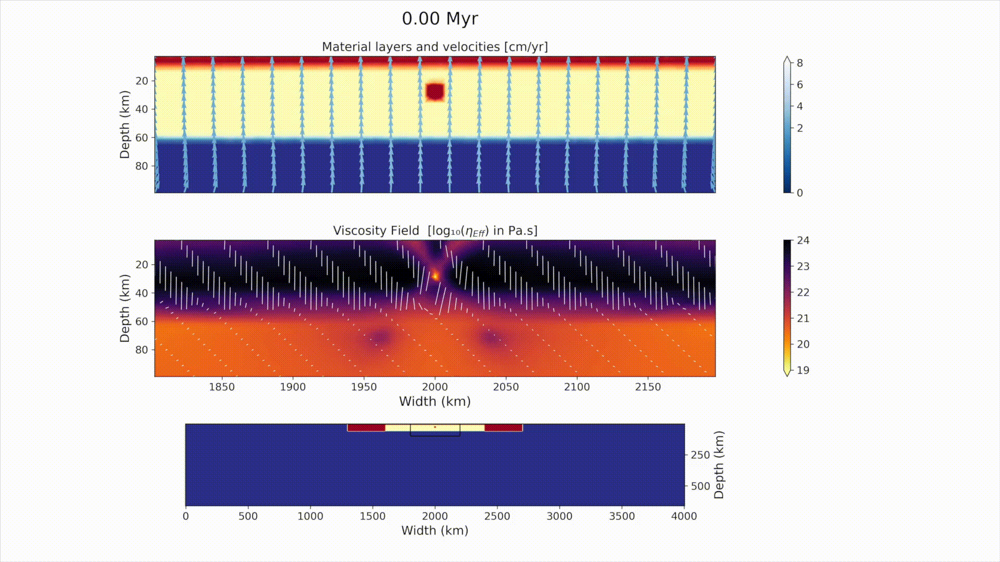 0.00 Myr
Material layers and velocities [cm/yr]
Depth (km)
20
40
60
80
8
6
4
2
0
Viscosity Field [log₁₀(η_Eff) in Pa.s]
Depth (km)
20
40
60
80
24
23
22
21
20
19
1850 1900 1950 2000 2050 2100 2150
Width (km)
250
500
Depth (km)
0 500 1000 1500 2000 2500 3000 3500 4000
Width (km)